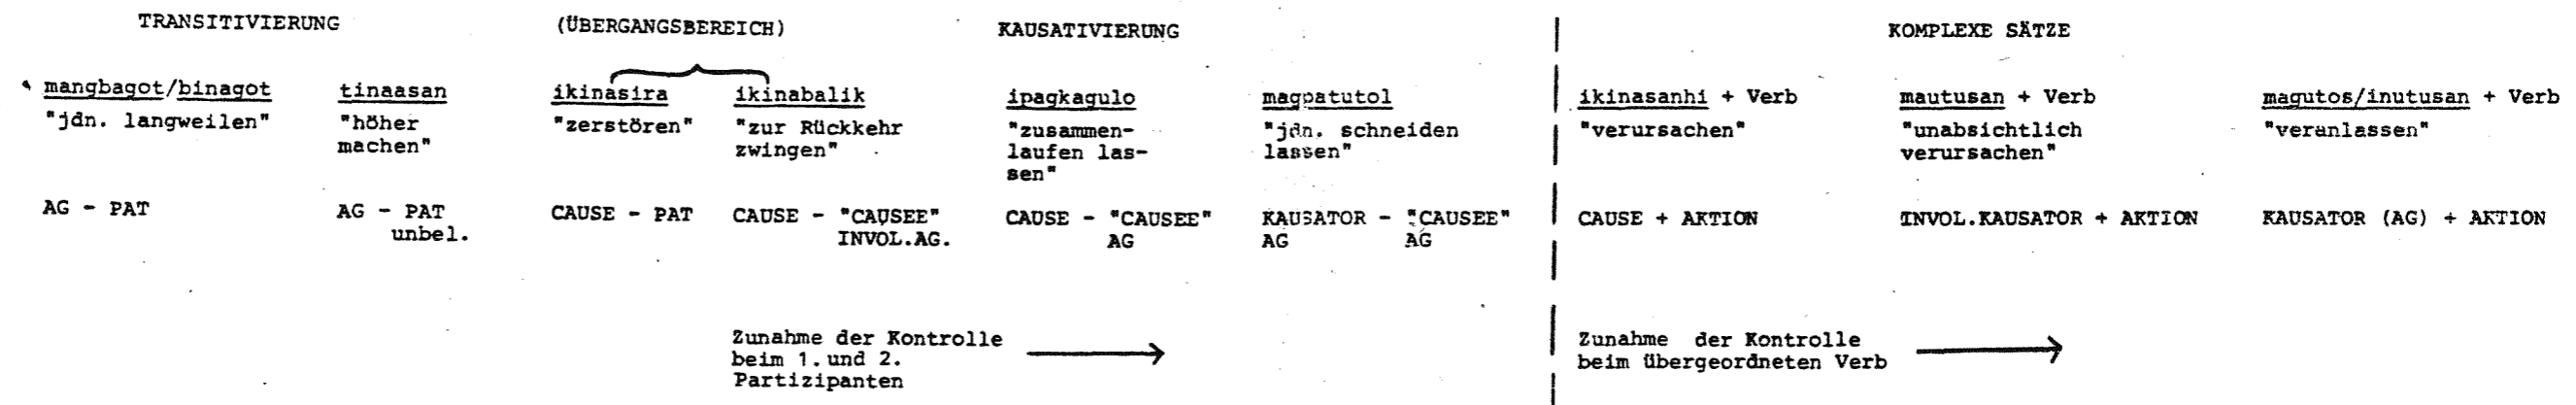 TRANSITIVIERUNG
(ÜBERGANGSBEREICH)
KAUSATIVIERUNG
KOMPLEXE SÄTZE
mangbagot/binagot
"jdn. langweilen"
AG - PAT
tinaasan
"höher
machen"
AG - PAT
unbel.
ikinasira
"zerstören"
CAUSE - PAT
ikinabalik
"zur Rückkehr
zwingen"
CAUSE - "CAUSEE"
INVOL.AG.
ipagkagulo
"zusammen-
laufen las-
sen"
CAUSE - "CAUSEE"
AG
magpatutol
"jdn. schneiden
lassen"
KAUSATOR - "CAUSEE"
AG AG
ikinasanhi + Verb
"verursachen"
CAUSE + AKTION
mautusan + Verb
"unabsichtlich
verursachen"
INVOL.KAUSATOR + AKTION
magutos/inutusan + Verb
"veranlassen"
KAUSATOR (AG) + AKTION
Zunahme der Kontrolle
beim 1. und 2.
Partizipanten
Zunahme der Kontrolle
beim übergeordneten Verb